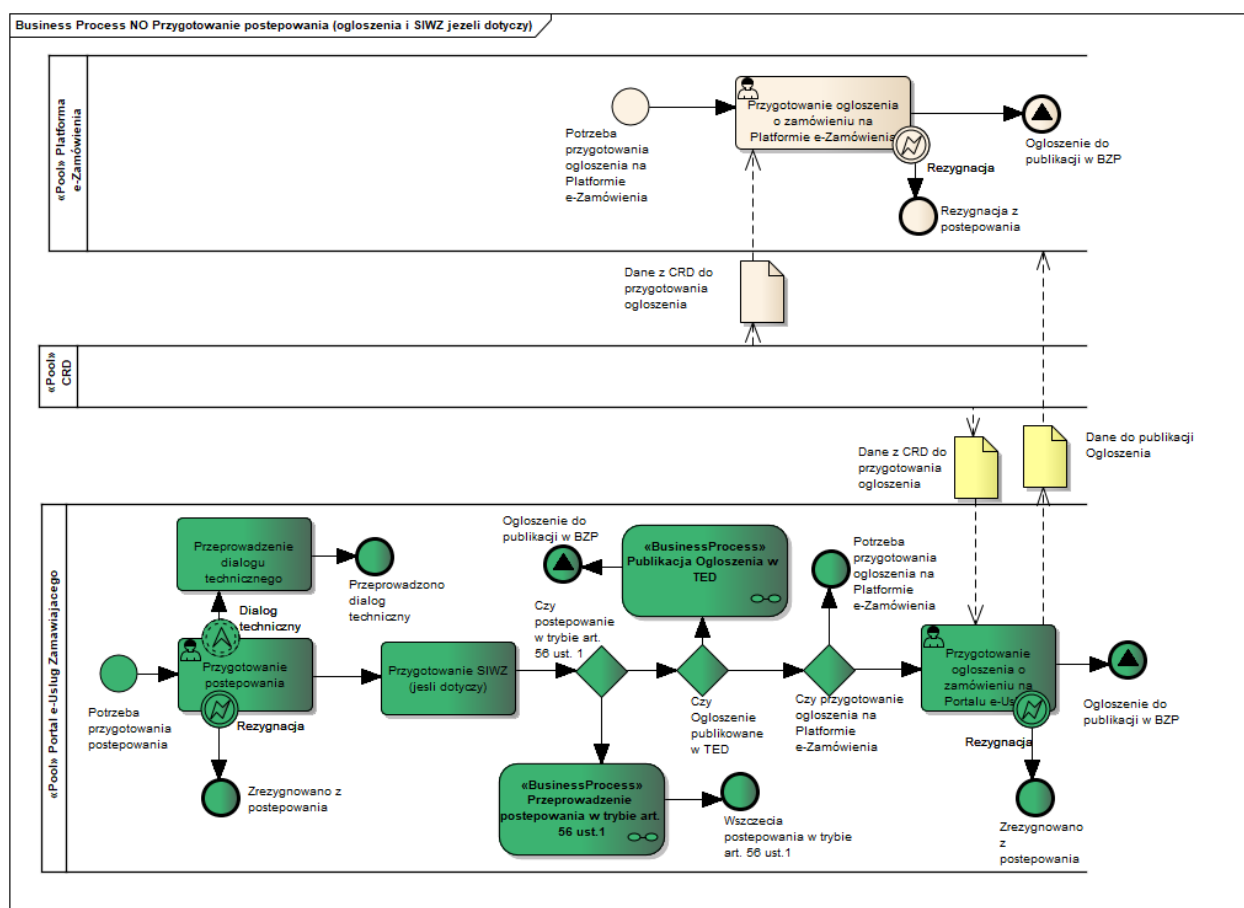 Business Process NO Przygotowanie postepowania (ogloszenia i SIWZ jezeli dotyczy)
«Pool» Platforma
e-Zamówienia
Potrzeba
przygotowania
ogloszenia na
Platformie
e-Zamówienia
Przygotowanie ogloszenia
o zamówieniu na
Platformie e-Zamówienia
Rezygnacja
Ogloszenie do
publikacji w BZP
Rezygnacja z
postepowania
Dane z CRD do
przygotowania
ogloszenia
«Pool»
CRD
Dane z CRD do
przygotowania
ogloszenia
Dane do publikacji
Ogloszenia
«Pool» Portal e-Uslug Zamawiajacego
Przeprowadzenie
dialogu
technicznego
Przeprowadzono
dialog
techniczny
Dialog
techniczny
Potrzeba
przygotowania
postepowania
Przygotowanie
postepowania
Rezygnacja
Zrezygnowano z
postepowania
Przygotowanie SIWZ
(jesli dotyczy)
Ogloszenie do
publikacji w BZP
«BusinessProcess»
Publikacja Ogloszenia w
TED
Czy
postepowanie
w trybie art.
56 ust. 1
Czy
Ogloszenie
publikowane
w TED
«BusinessProcess»
Przeprowadzenie
postepowania w trybie art.
56 ust.1
Wszczecia
postepowania w trybie
art. 56 ust.1
Potrzeba
przygotowania
ogloszenia na
Platformie
e-Zamówienia
Czy przygotowanie
ogloszenia na
Platformie
e-Zamówienia
Przygotowanie
ogloszenia o
zamówieniu na
Portalu e-Usl
Rezygnacja
Ogloszenie do
publikacji w BZP
Zrezygnowano
z
postepowania